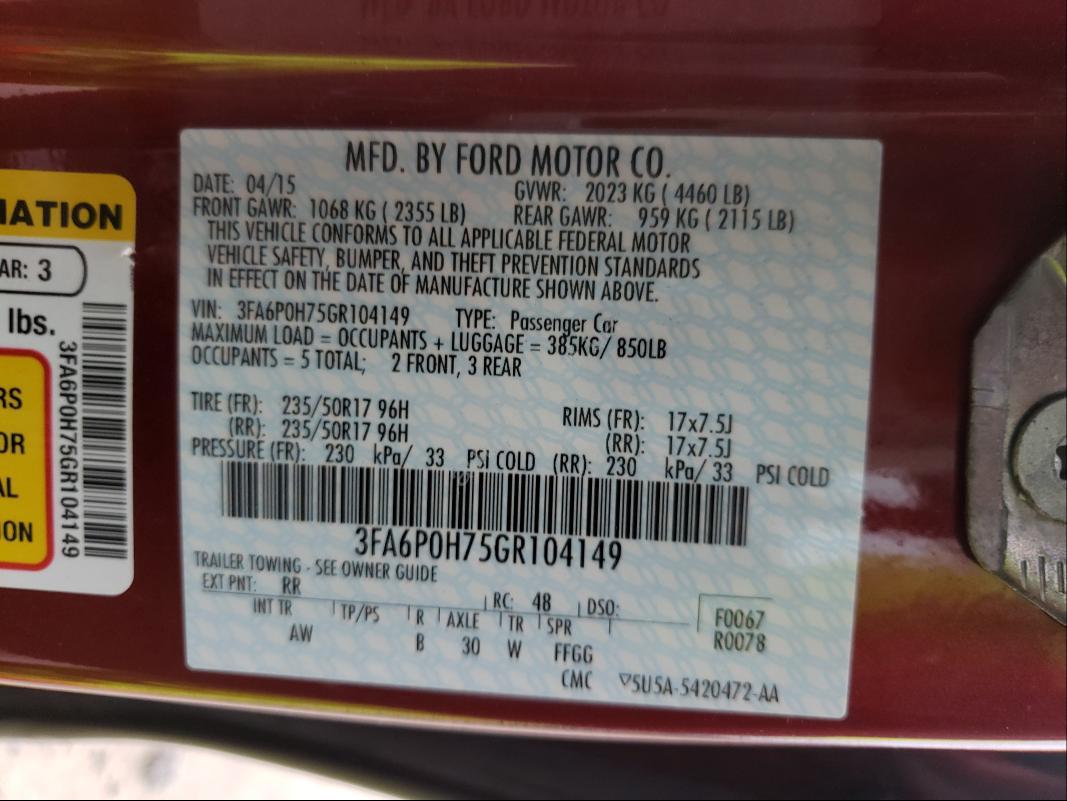 MFD. BY FORD MOTOR CO.
DATE: 04/15 GVWR: 2023 KG ( 4460 LB)
FRONT GAWR: 1068 KG ( 2355 LB) REAR GAWR: 959 KG ( 2115 LB)
THIS VEHICLE CONFORMS TO ALL APPLICABLE FEDERAL MOTOR
VEHICLE SAFETY, BUMPER, AND THEFT PREVENTION STANDARDS
IN EFFECT ON THE DATE OF MANUFACTURE SHOWN ABOVE.
VIN: 3FA6P0H75GR104149 TYPE: Passenger Car
MAXIMUM LOAD = OCCUPANTS + LUGGAGE = 385KG/ 850LB
OCCUPANTS = 5 TOTAL; 2 FRONT, 3 REAR
TIRE (FR): 235/50R17 96H RIMS (FR): 17x7.5J
(RR): 235/50R17 96H (RR): 17x7.5J
PRESSURE (FR): 230 kPa/ 33 PSI COLD (RR): 230 kPa/ 33 PSI COLD
3FA6P0H75GR104149
TRAILER TOWING - SEE OWNER GUIDE
EXT PNT: RR RC: 48 DSO: F0067
INT TR TP/PS R AXLE TR SPR R0078
AW B 30 W FFGG
CMC 5U5A-5420472-AA
MATION
AR: 3
lbs.
RS
OR
AL
ION
3FA6P0H75GR104149